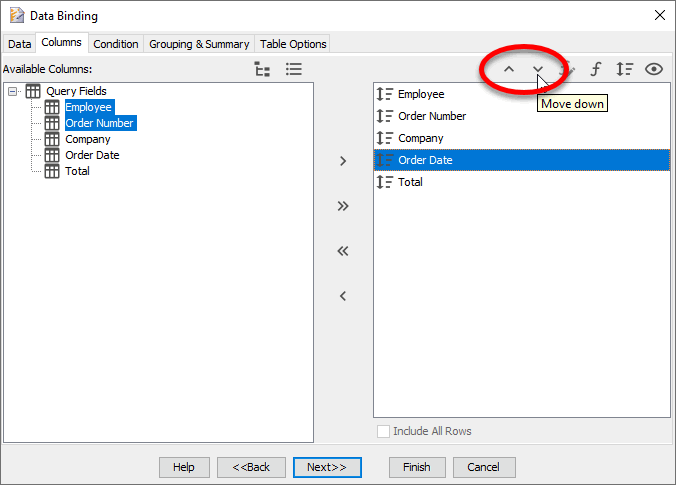 Data Binding
Data Columns Condition Grouping & Summary Table Options
Available Columns:
Query Fields
Employee
Order Number
Company
Order Date
Total
Move down
Employee
Order Number
Company
Order Date
Total
Include All Rows
Help <<Back Next>> Finish Cancel